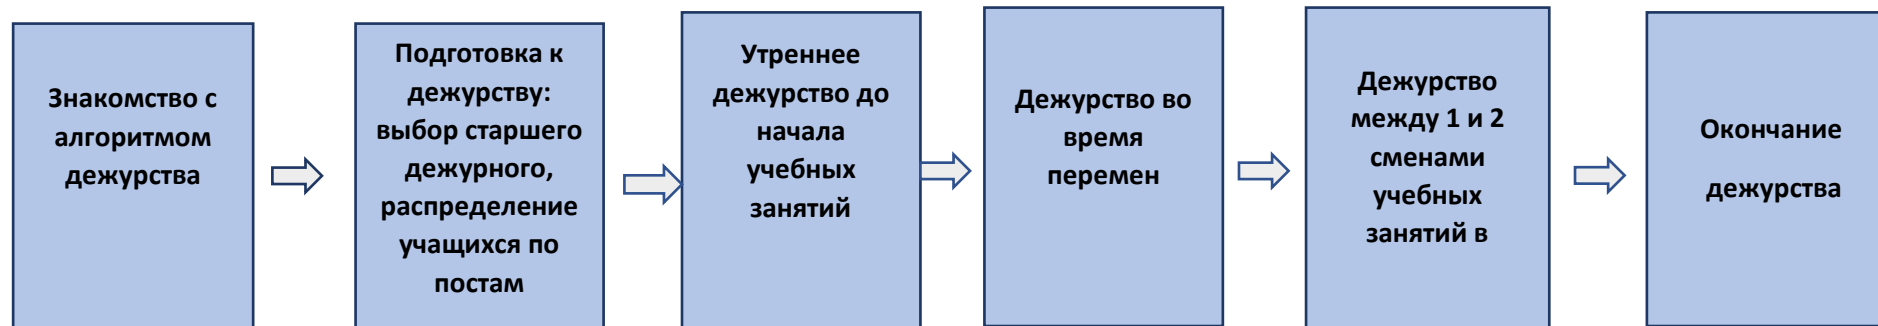 Знакомство с
алгоритмом
дежурства
Подготовка к
дежурству:
выбор старшего
дежурного,
распределение
учащихся по
постам
Утреннее
дежурство до
начала
учебных
занятий
Дежурство во
время
перемен
Дежурство
между 1 и 2
сменами
учебных
занятий в
Окончание
дежурства